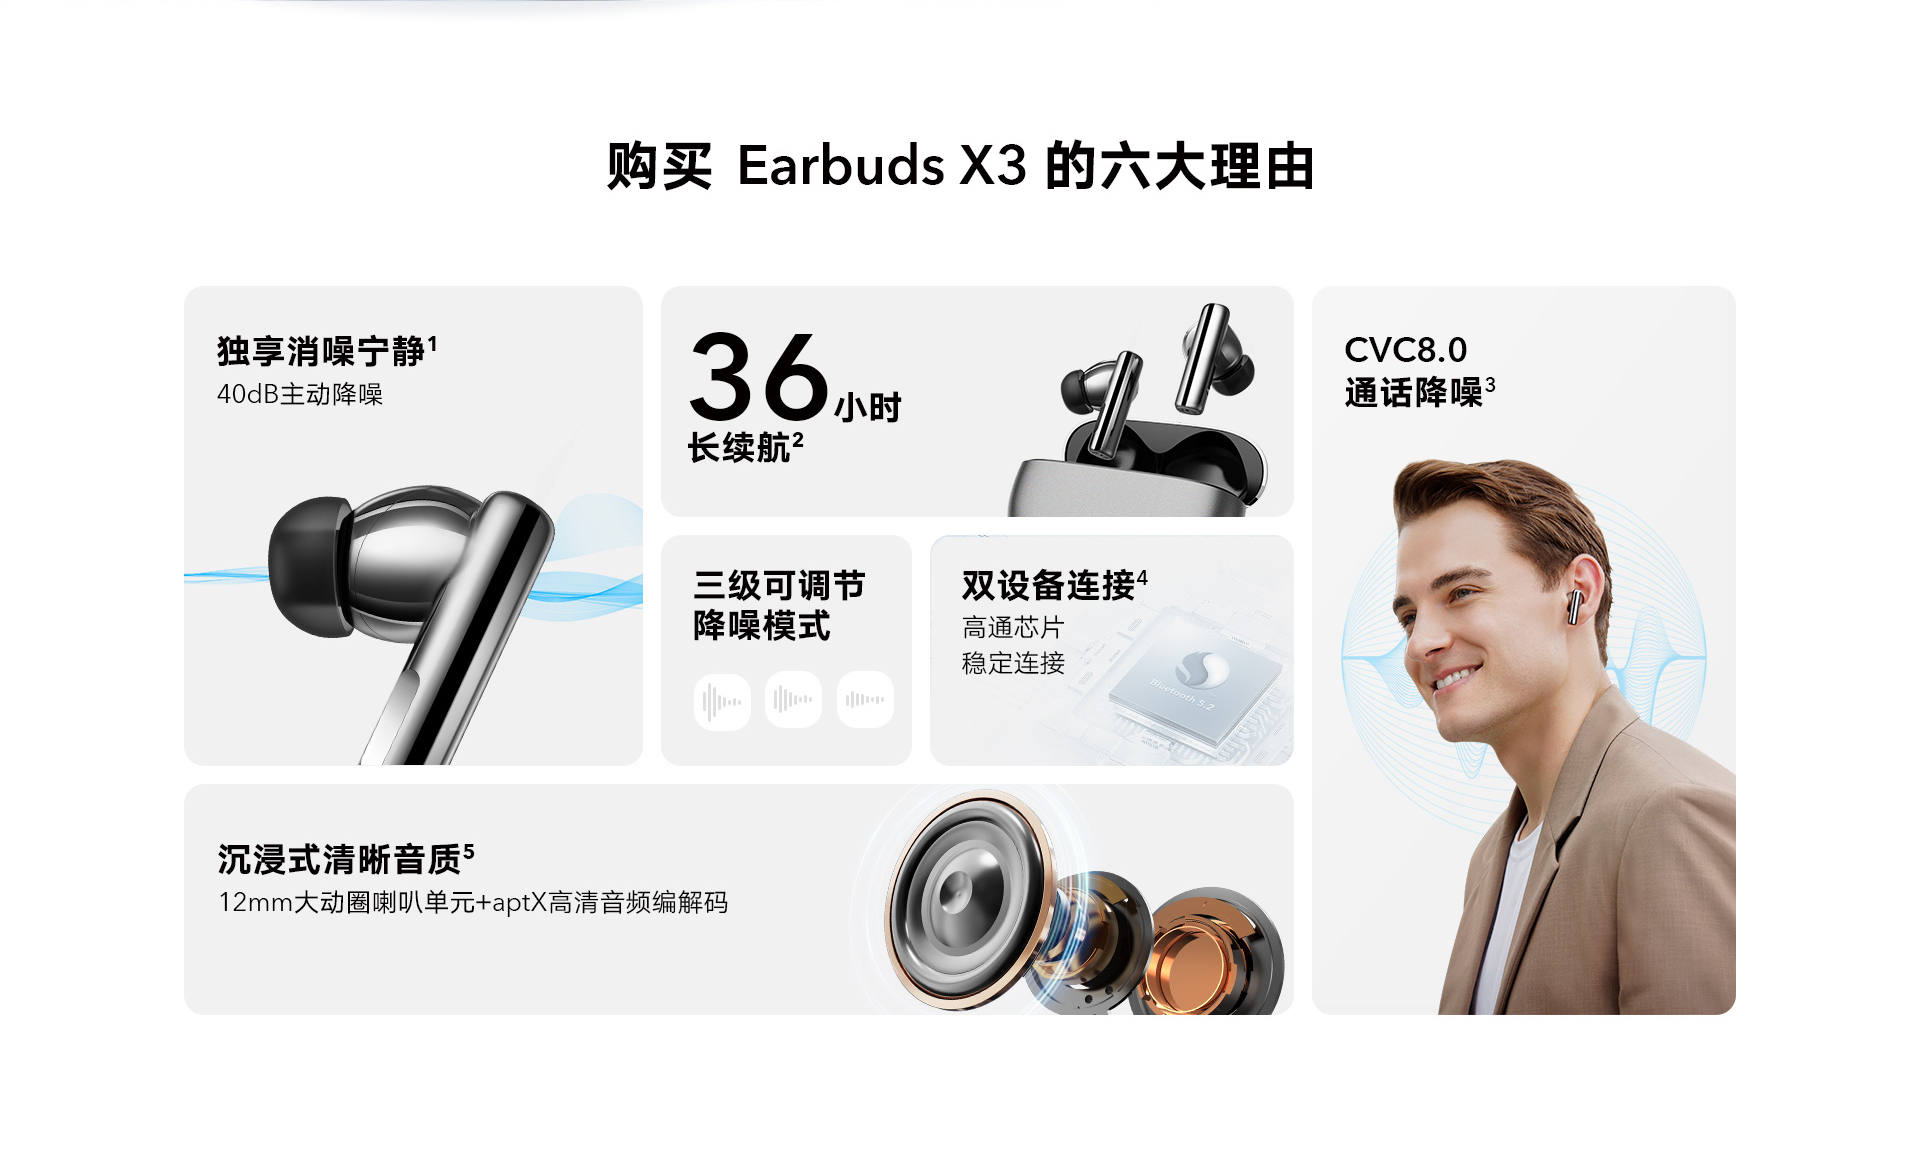 购买 Earbuds X3 的六大理由
独享消噪宁静1
40dB主动降噪
36小时
长续航2
CVC8.0
通话降噪3
三级可调节
降噪模式
双设备连接4
高通芯片
稳定连接
Bluetooth 5.2
沉浸式清晰音质5
12mm大动圈喇叭单元+aptX高清音频编解码